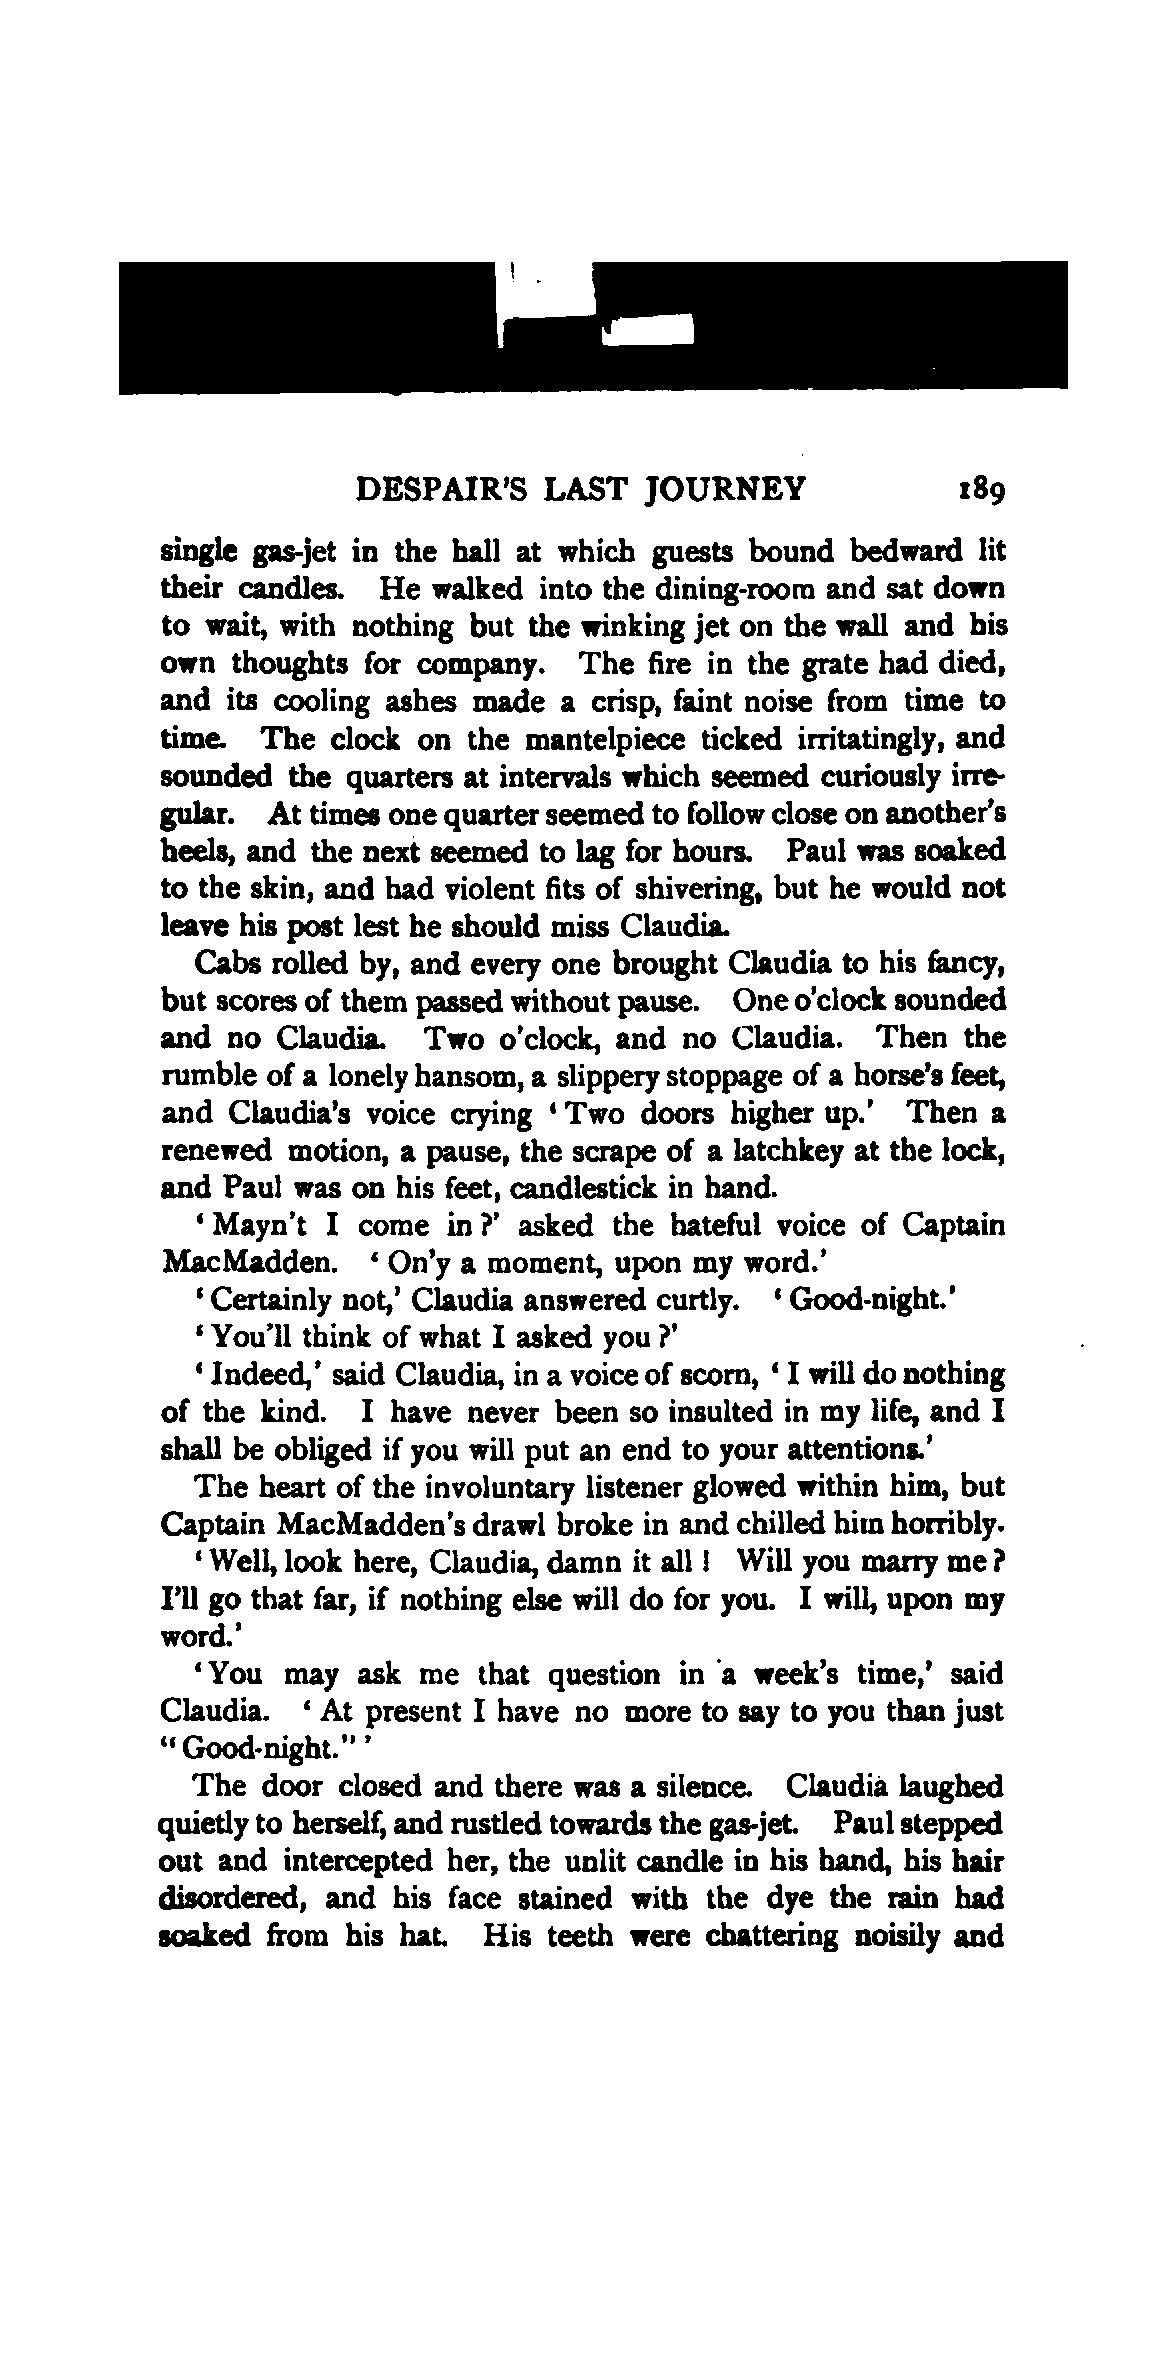 DESPAIR'S LAST JOURNEY 189
single gas-jet in the hall at which guests bound bedward lit
their candles. He walked into the dining-room and sat down
to wait, with nothing but the winking jet on the wall and his
own thoughts for company. The fire in the grate had died,
and its cooling ashes made a crisp, faint noise from time to
time. The clock on the mantelpiece ticked irritatingly, and
sounded the quarters at intervals which seemed curiously irre-
gular. At times one quarter seemed to follow close on another's
heels, and the next seemed to lag for hours. Paul was soaked
to the skin, and had violent fits of shivering, but he would not
leave his post lest he should miss Claudia.
Cabs rolled by, and every one brought Claudia to his fancy,
but scores of them passed without pause. One o'clock sounded
and no Claudia. Two o'clock, and no Claudia. Then the
rumble of a lonely hansom, a slippery stoppage of a horse's feet,
and Claudia's voice crying ‘Two doors higher up.’ Then a
renewed motion, a pause, the scrape of a latchkey at the lock,
and Paul was on his feet, candlestick in hand.
‘Mayn't I come in?’ asked the hateful voice of Captain
MacMadden. ‘On'y a moment, upon my word.’
‘Certainly not,’ Claudia answered curtly. ‘Good-night.’
‘You'll think of what I asked you?’
‘Indeed,’ said Claudia, in a voice of scorn, ‘I will do nothing
of the kind. I have never been so insulted in my life, and I
shall be obliged if you will put an end to your attentions.’
The heart of the involuntary listener glowed within him, but
Captain MacMadden's drawl broke in and chilled him horribly.
‘Well, look here, Claudia, damn it all! Will you marry me?
I'll go that far, if nothing else will do for you. I will, upon my
word.’
‘You may ask me that question in a week's time,’ said
Claudia. ‘At present I have no more to say to you than just
“Good-night.”’
The door closed and there was a silence. Claudia laughed
quietly to herself, and rustled towards the gas-jet. Paul stepped
out and intercepted her, the unlit candle in his hand, his hair
disordered, and his face stained with the dye the rain had
soaked from his hat. His teeth were chattering noisily and